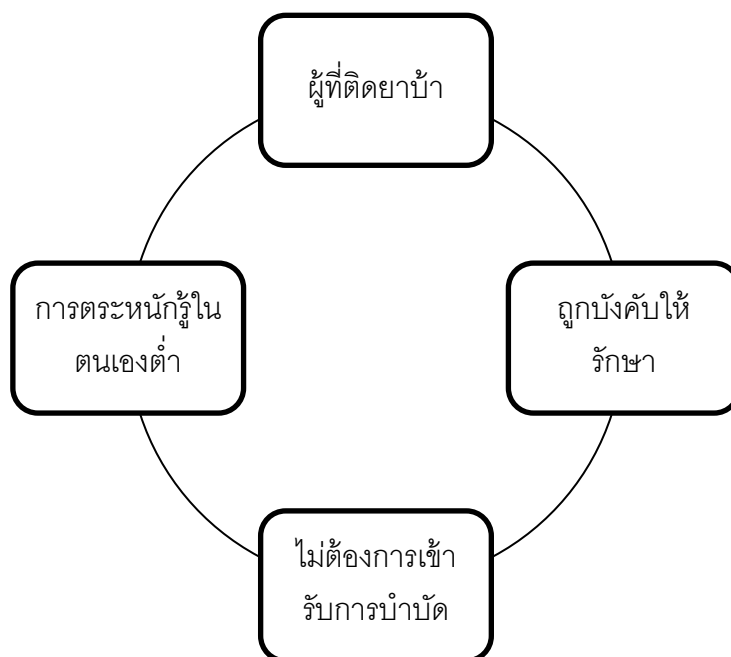 ผู้ที่ติดยาบ้า
การตระหนักรู้ใน
ตนเองต่ำ
ถูกบังคับให้
รักษา
ไม่ต้องการเข้า
รับการบำบัด